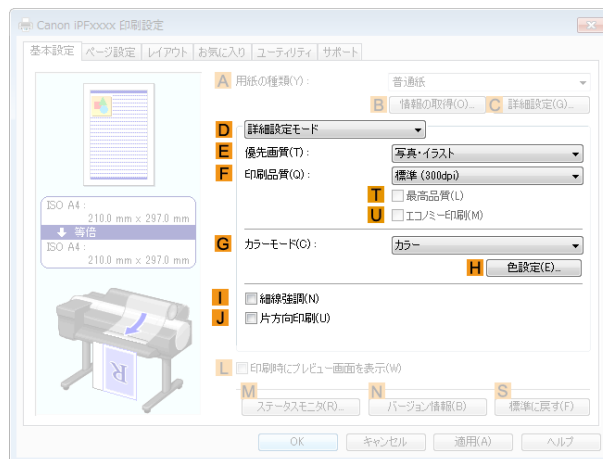 Canon iPFxxxx 印刷設定
基本設定 ページ設定 レイアウト お気に入り ユーティリティ サポート
A 用紙の種類(Y): 普通紙
B 情報の取得(O)... C 詳細設定(G)...
D 詳細設定モード
E 優先画質(T): 写真・イラスト
F 印刷品質(Q): 標準 (300dpi)
T 最高品質(L)
U エコノミー印刷(M)
ISO A4:
210.0 mm x 297.0 mm
等倍
ISO A4:
210.0 mm x 297.0 mm
G カラーモード(C): カラー
H 色設定(E)...
I 細線強調(N)
J 片方向印刷(U)
R
L 印刷時にプレビュー画面を表示(W)
M N S
ステータスモニタ(R)... バージョン情報(B) 標準に戻す(F)
OK キャンセル 適用(A) ヘルプ